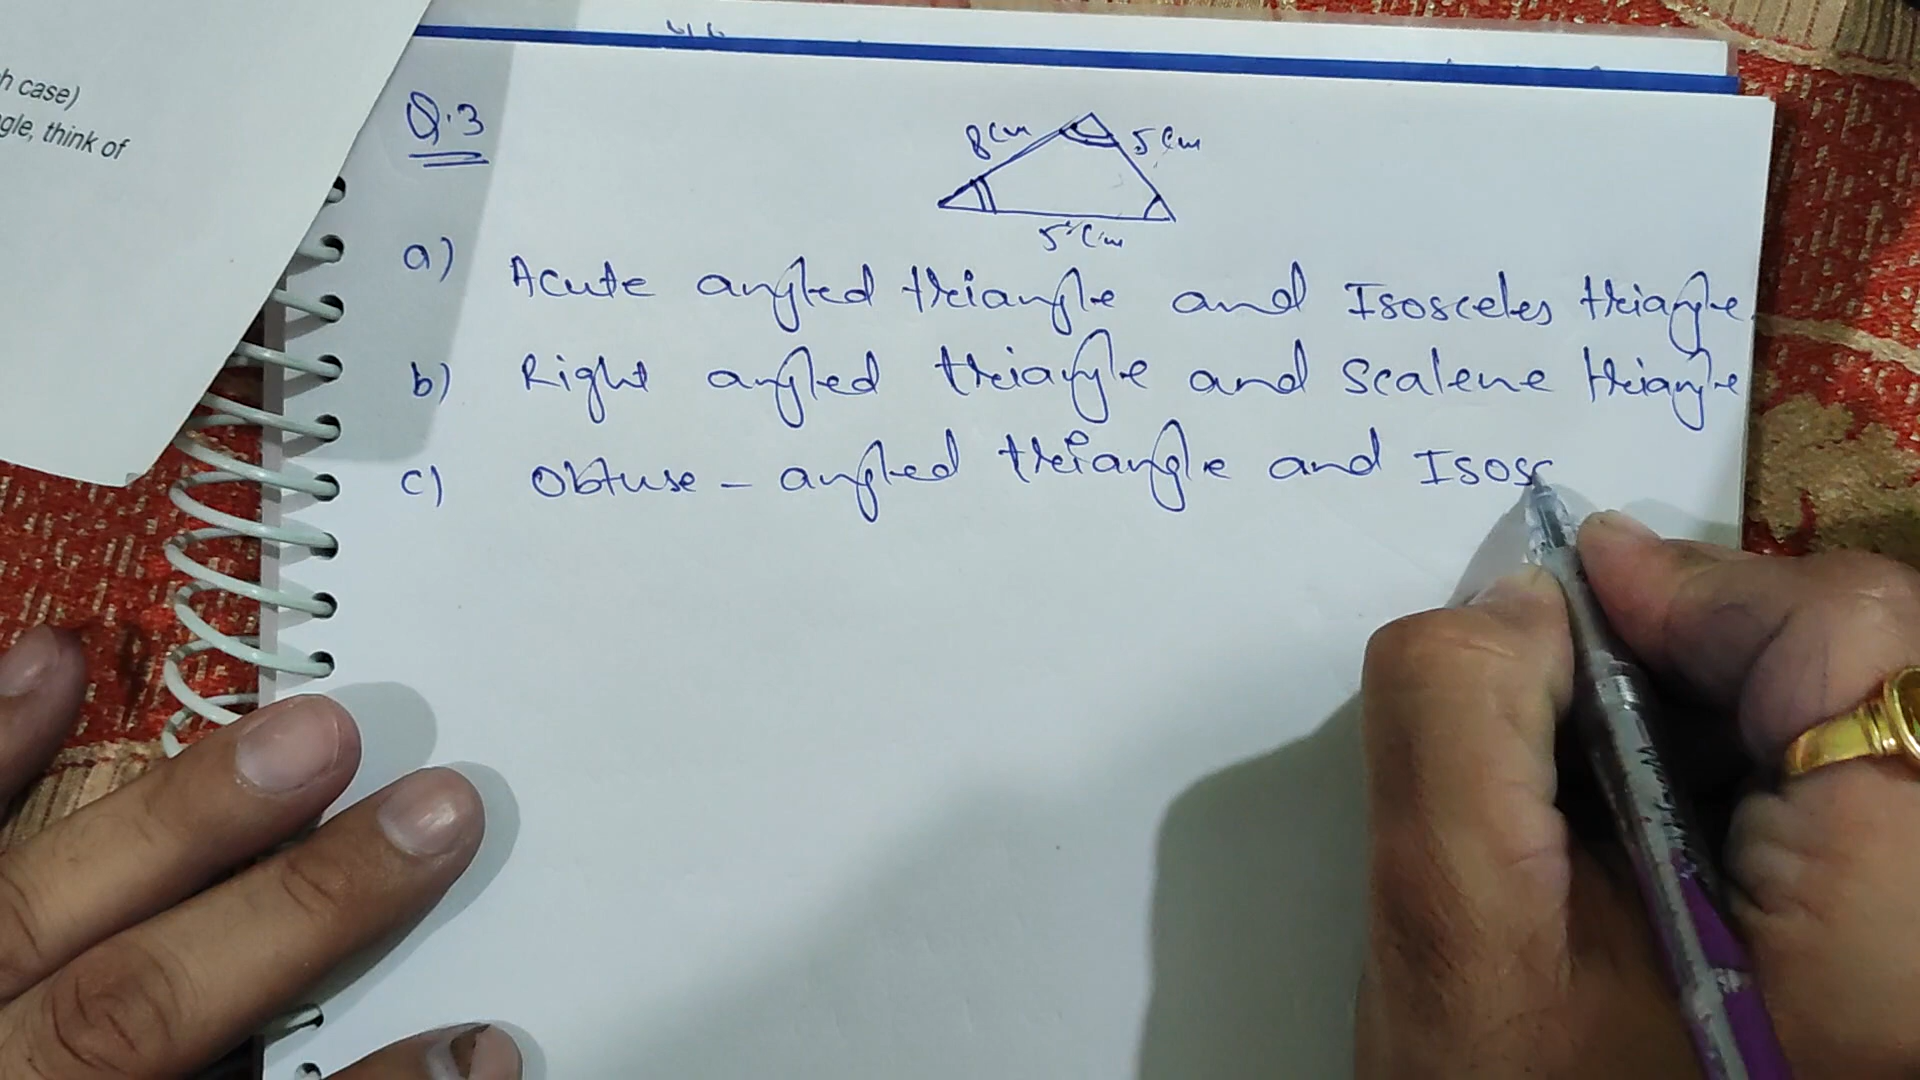 h case)
gle, think of
Q.3
8cm
5cm
5cm
a) Acute angled triangle and Isosceles triangle.
b) Right angled triangle and Scalene triangle
c) Obtuse - angled triangle and Isosc